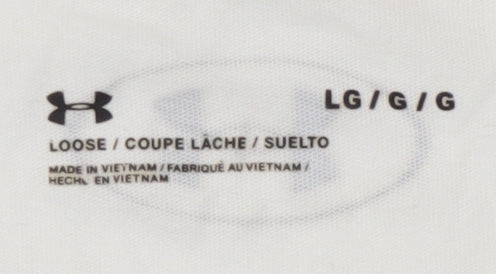 LG / G / G
LOOSE / COUPE LÂCHE / SUELTO
MADE IN VIETNAM / FABRIQUÉ AU VIETNAM /
HECHO EN VIETNAM